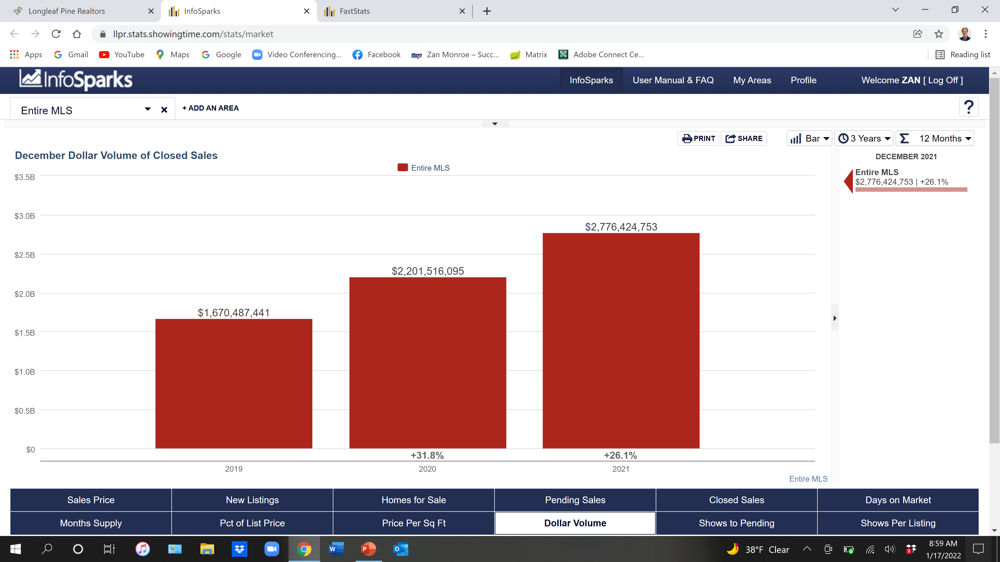 Longleaf Pine Realtors
InfoSparks
FastStats
llpr.stats.showingtime.com/stats/market
Apps
Gmail
YouTube
Maps
Google
Video Conferencing...
Facebook
Monroe
Zan Monroe – Succ...
Matrix
Adobe Connect Ce...
Reading list
InfoSparks
InfoSparks
User Manual & FAQ
My Areas
Profile
Welcome ZAN [ Log Off ]
Entire MLS
+ ADD AN AREA
?
PRINT
SHARE
Bar
3 Years
Σ 12 Months
December Dollar Volume of Closed Sales
Entire MLS
DECEMBER 2021
Entire MLS
$2,776,424,753 | +26.1%
$3.5B
$3.0B
$2.5B
$2.0B
$1.5B
$1.0B
$0.5B
$0
$1,670,487,441
$2,201,516,095
$2,776,424,753
+31.8%
+26.1%
2019
2020
2021
Entire MLS
Sales Price
New Listings
Homes for Sale
Pending Sales
Closed Sales
Days on Market
Months Supply
Pct of List Price
Price Per Sq Ft
Dollar Volume
Shows to Pending
Shows Per Listing
W
P
O
38°F Clear
1
8:59 AM
1/17/2022